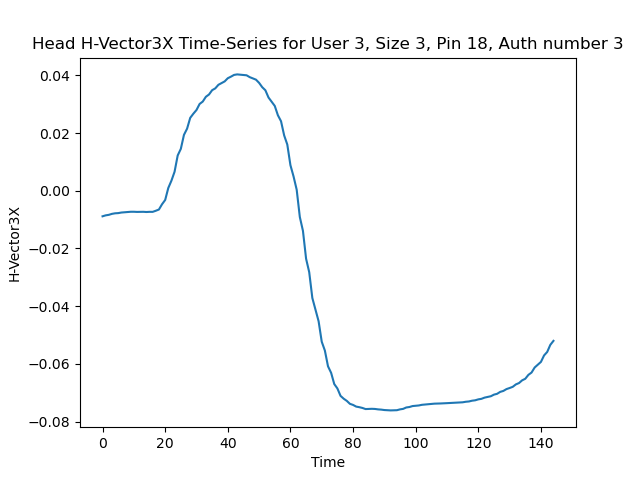 Head H-Vector3X Time-Series for User 3, Size 3, Pin 18, Auth number 3
0.04
0.02
0.00
−0.02
−0.04
−0.06
−0.08
H-Vector3X
0 20 40 60 80 100 120 140
Time